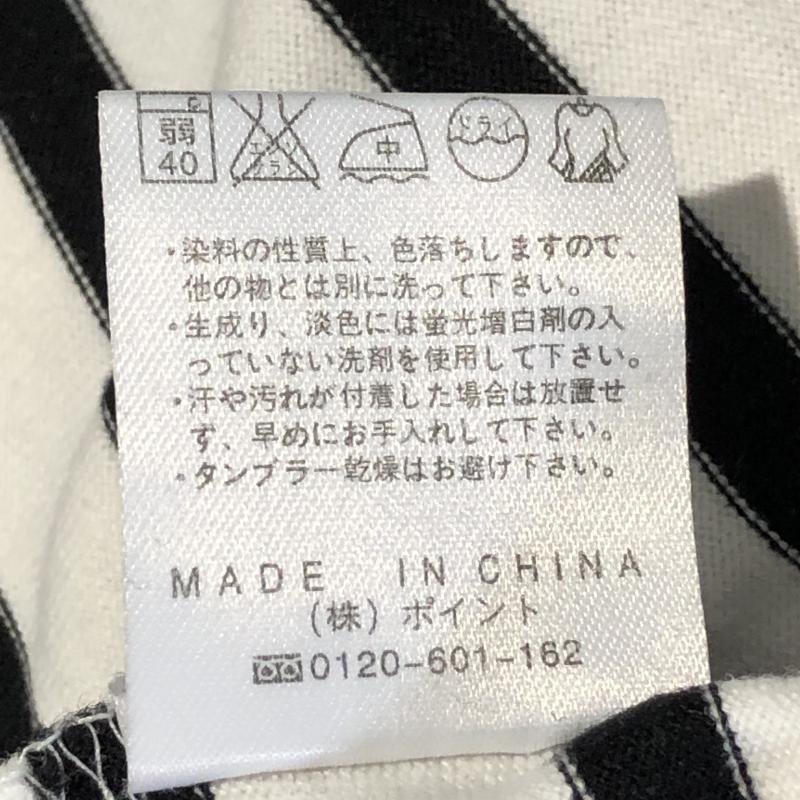 弱 40 エンソ サラシ 中 ドライ
・染料の性質上、色落ちしますので、
他の物とは別に洗って下さい。
・生成り、淡色には蛍光増白剤の入
っていない洗剤を使用して下さい。
・汗や汚れが付着した場合は放置せ
ず、早めにお手入れして下さい。
・タンブラー乾燥はお避け下さい。
MADE IN CHINA
(株)ポイント
0120-601-162